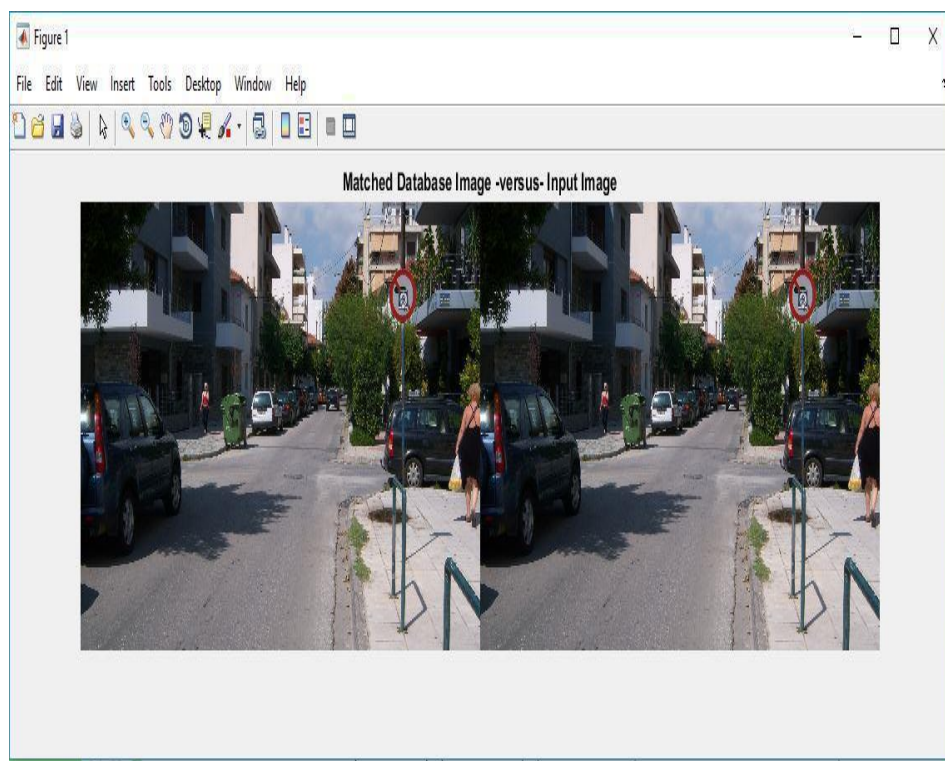 Figure 1
File Edit View Insert Tools Desktop Window Help
Matched Database Image -versus- Input Image